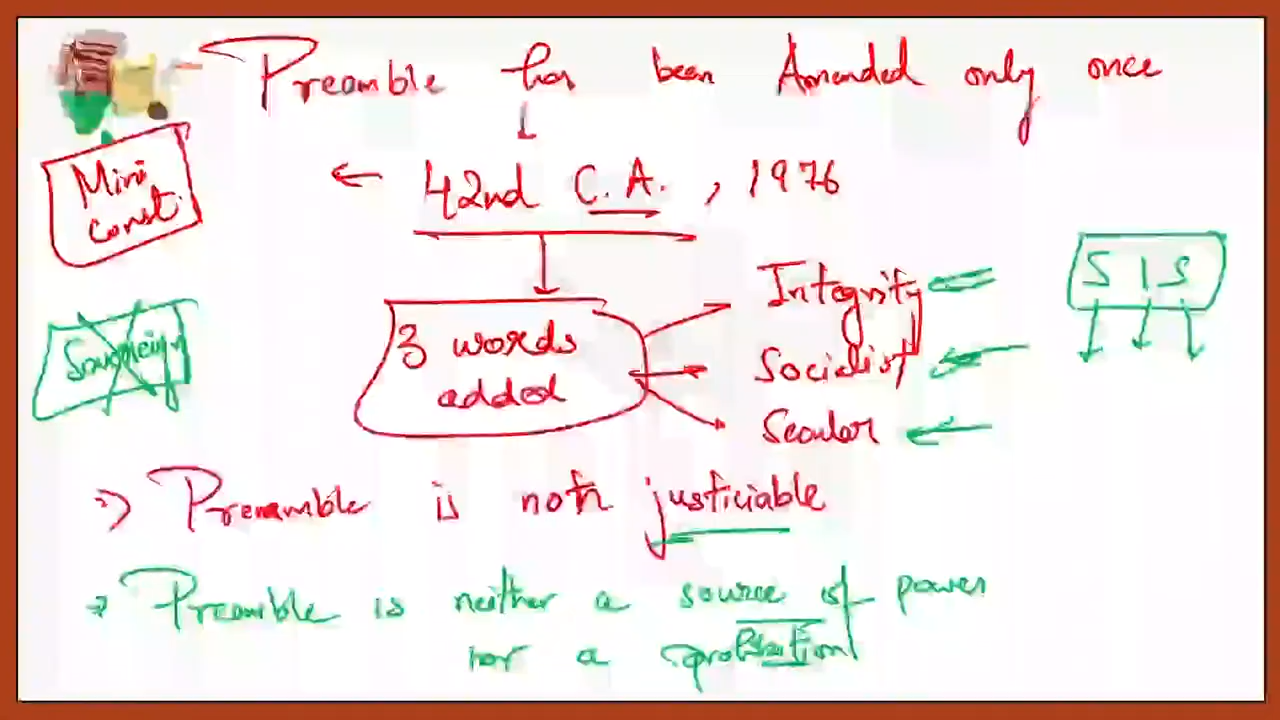 Preamble has been Amended only once
Mini
const.
← 42nd C.A., 1976
S I S
Integrity
3 words
added
Socialist
Secular
Sovereign
⇒ Preamble is not justiciable
⇒ Preamble is neither a source of power
nor a